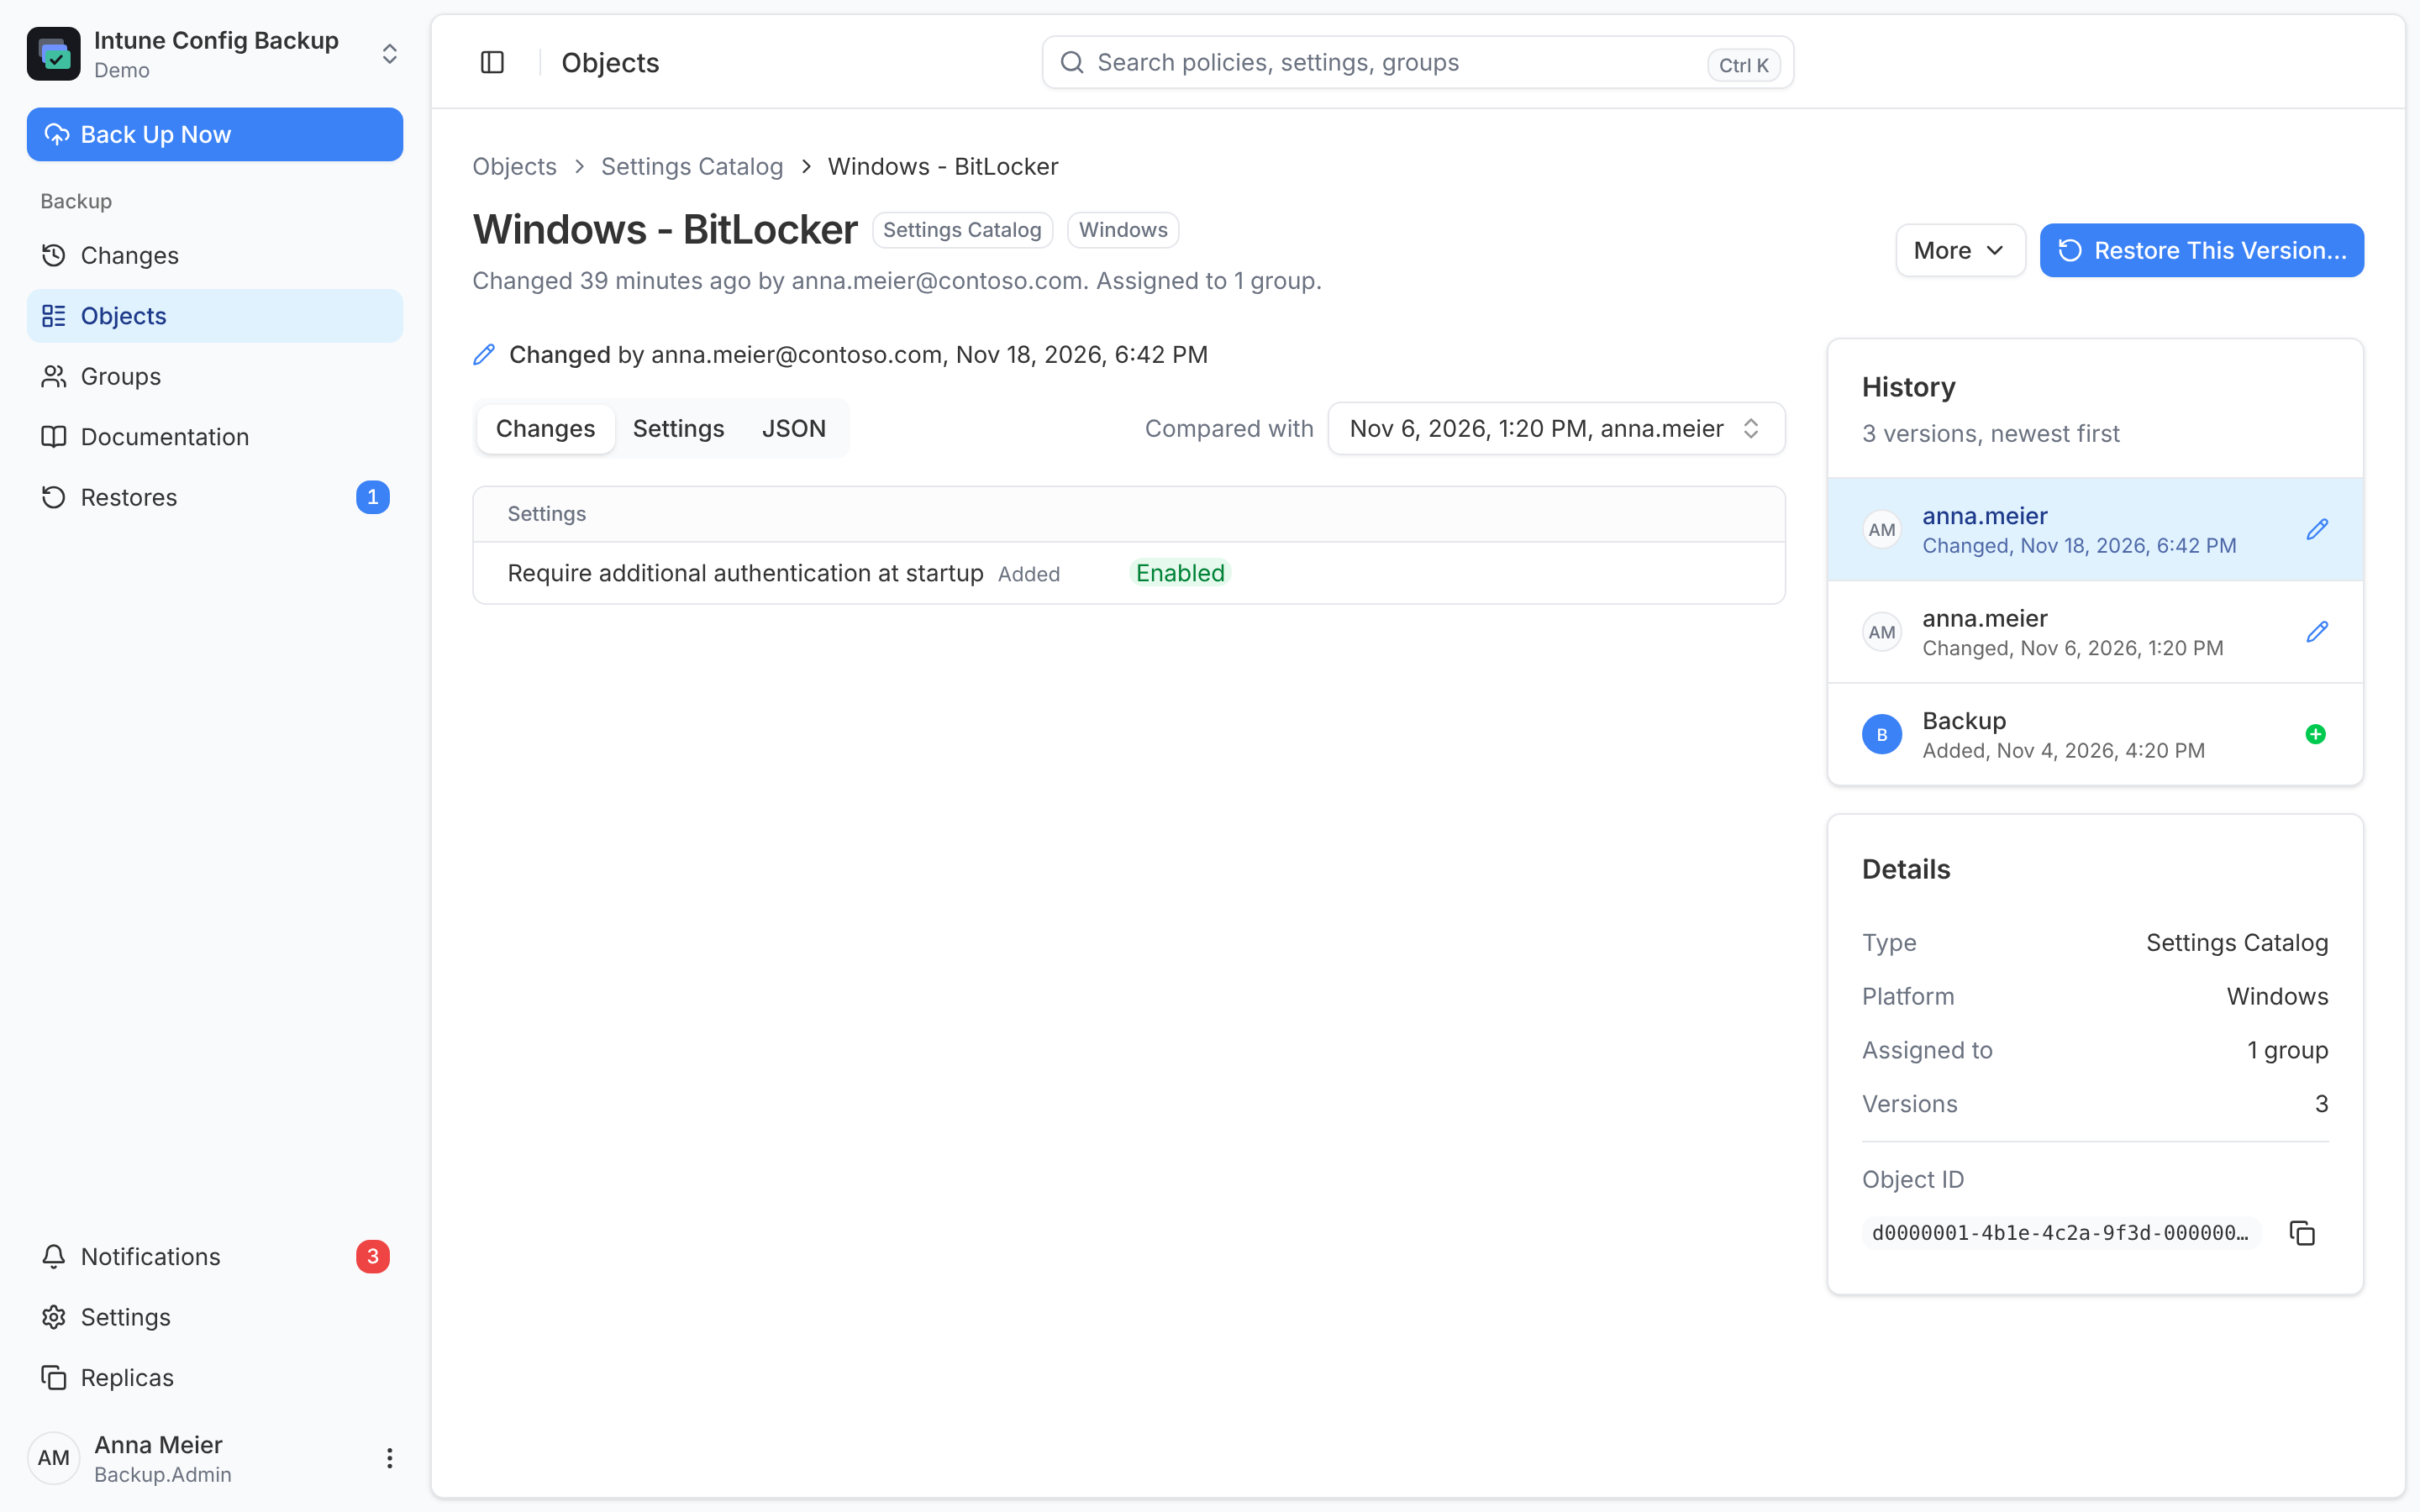 Intune Config Backup
Demo
Back Up Now
Backup
Changes
Objects
Groups
Documentation
Restores 1
Notifications 3
Settings
Replicas
AM
Anna Meier
Backup.Admin
Objects
Search policies, settings, groups
Ctrl K
Objects > Settings Catalog > Windows - BitLocker
Windows - BitLocker Settings Catalog Windows
Changed 39 minutes ago by anna.meier@contoso.com. Assigned to 1 group.
More
Restore This Version...
Changed by anna.meier@contoso.com, Nov 18, 2026, 6:42 PM
Changes Settings JSON
Compared with Nov 6, 2026, 1:20 PM, anna.meier
Settings
Require additional authentication at startup Added Enabled
History
3 versions, newest first
AM
anna.meier
Changed, Nov 18, 2026, 6:42 PM
AM
anna.meier
Changed, Nov 6, 2026, 1:20 PM
B
Backup
Added, Nov 4, 2026, 4:20 PM
Details
Type Settings Catalog
Platform Windows
Assigned to 1 group
Versions 3
Object ID
d0000001-4b1e-4c2a-9f3d-000000…